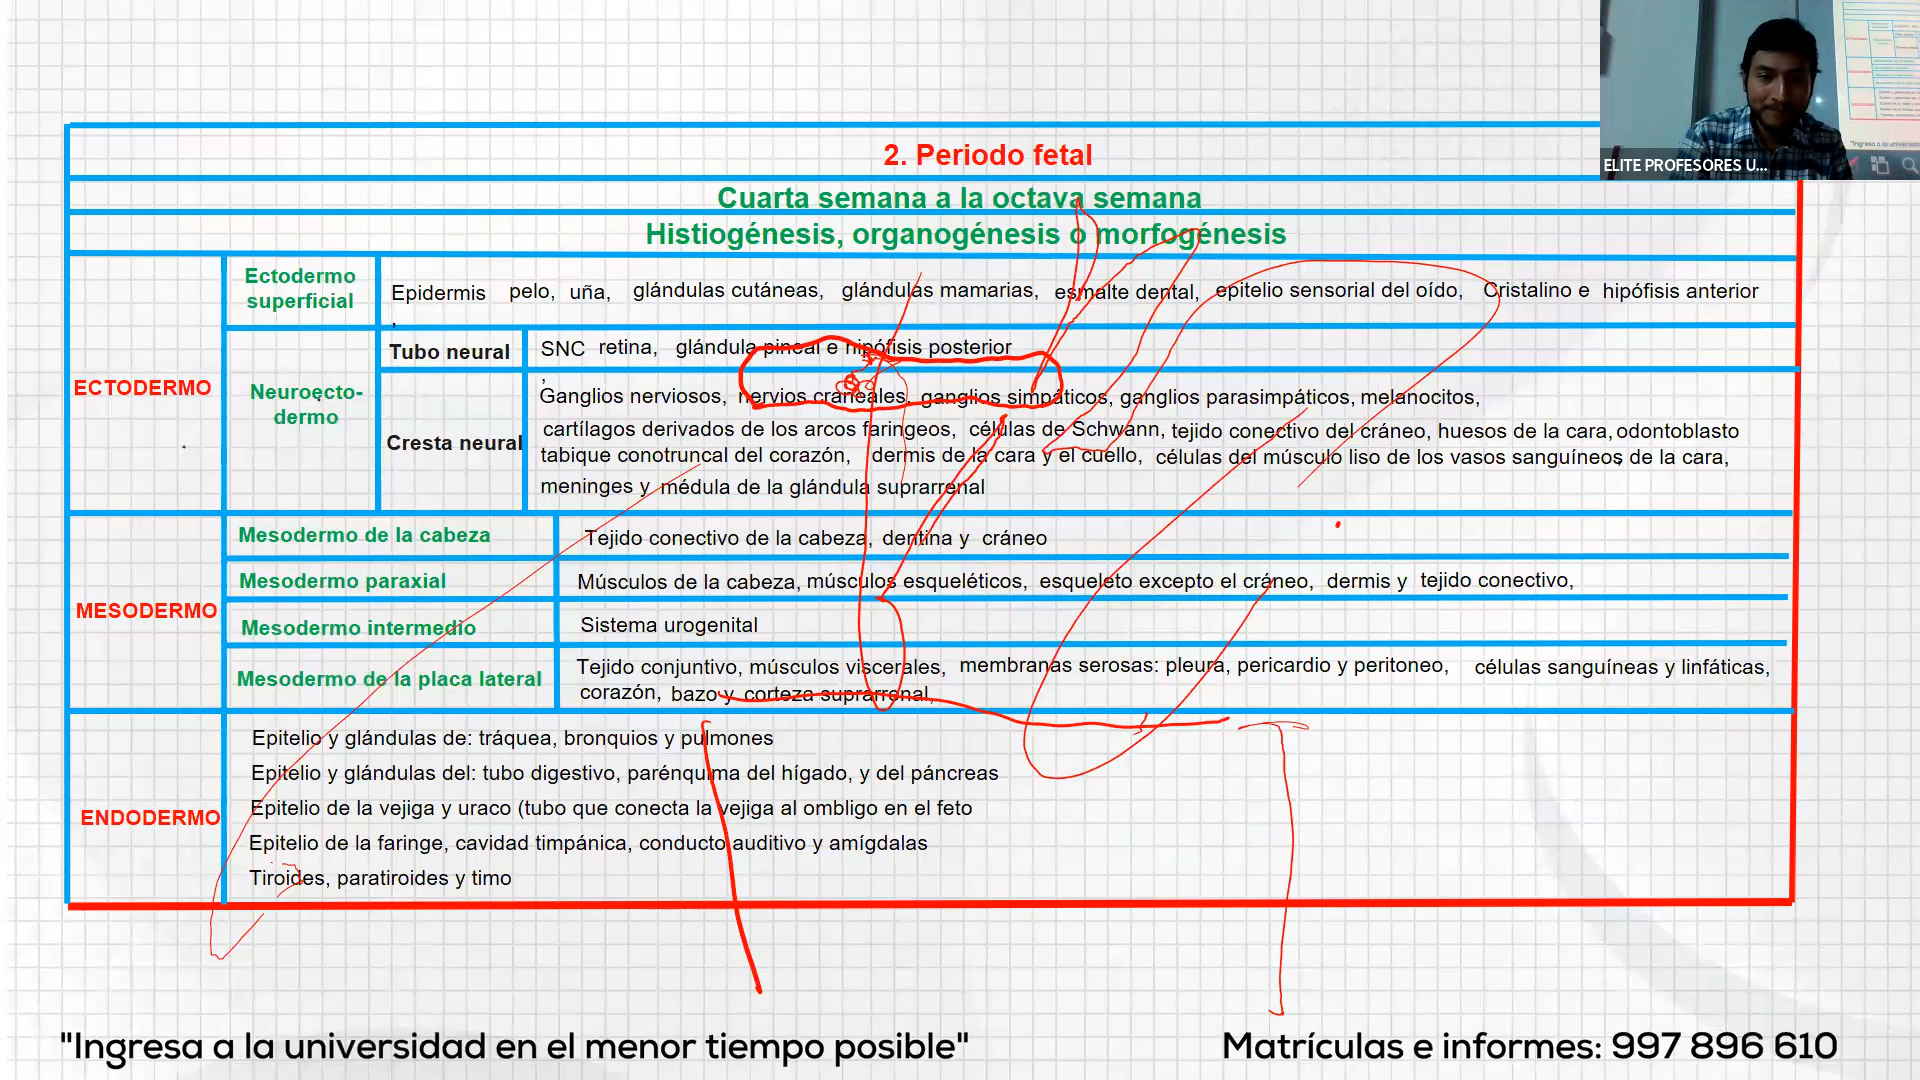 ELITE PROFESORES U...
2. Periodo fetal
Cuarta semana a la octava semana
Histiogénesis, organogénesis o morfogénesis
ECTODERMO
Ectodermo
superficial
Epidermis pelo, uña, glándulas cutáneas, glándulas mamarias, esmalte dental, epitelio sensorial del oído, Cristalino e hipófisis anterior
,
Neuroecto-
dermo
Tubo neural
SNC retina, glándula pineal e hipófisis posterior
,
Cresta neural
Ganglios nerviosos, nervios craneales, ganglios simpáticos, ganglios parasimpáticos, melanocitos,
cartílagos derivados de los arcos faringeos, células de Schwann, tejido conectivo del cráneo, huesos de la cara, odontoblasto
tabique conotruncal del corazón, dermis de la cara y el cuello, células del músculo liso de los vasos sanguíneos, de la cara,
meninges y médula de la glándula suprarrenal
MESODERMO
Mesodermo de la cabeza
Tejido conectivo de la cabeza, dentina y cráneo
Mesodermo paraxial
Músculos de la cabeza, músculos esqueléticos, esqueleto excepto el cráneo, dermis y tejido conectivo,
Mesodermo intermedio
Sistema urogenital
Mesodermo de la placa lateral
Tejido conjuntivo, músculos viscerales, membranas serosas: pleura, pericardio y peritoneo, células sanguíneas y linfáticas,
corazón, bazo y corteza suprarrenal,
ENDODERMO
Epitelio y glándulas de: tráquea, bronquios y pulmones
Epitelio y glándulas del: tubo digestivo, parénquima del hígado, y del páncreas
Epitelio de la vejiga y uraco (tubo que conecta la vejiga al ombligo en el feto
Epitelio de la faringe, cavidad timpánica, conducto auditivo y amígdalas
Tiroides, paratiroides y timo
"Ingresa a la universidad en el menor tiempo posible"
Matrículas e informes: 997 896 610